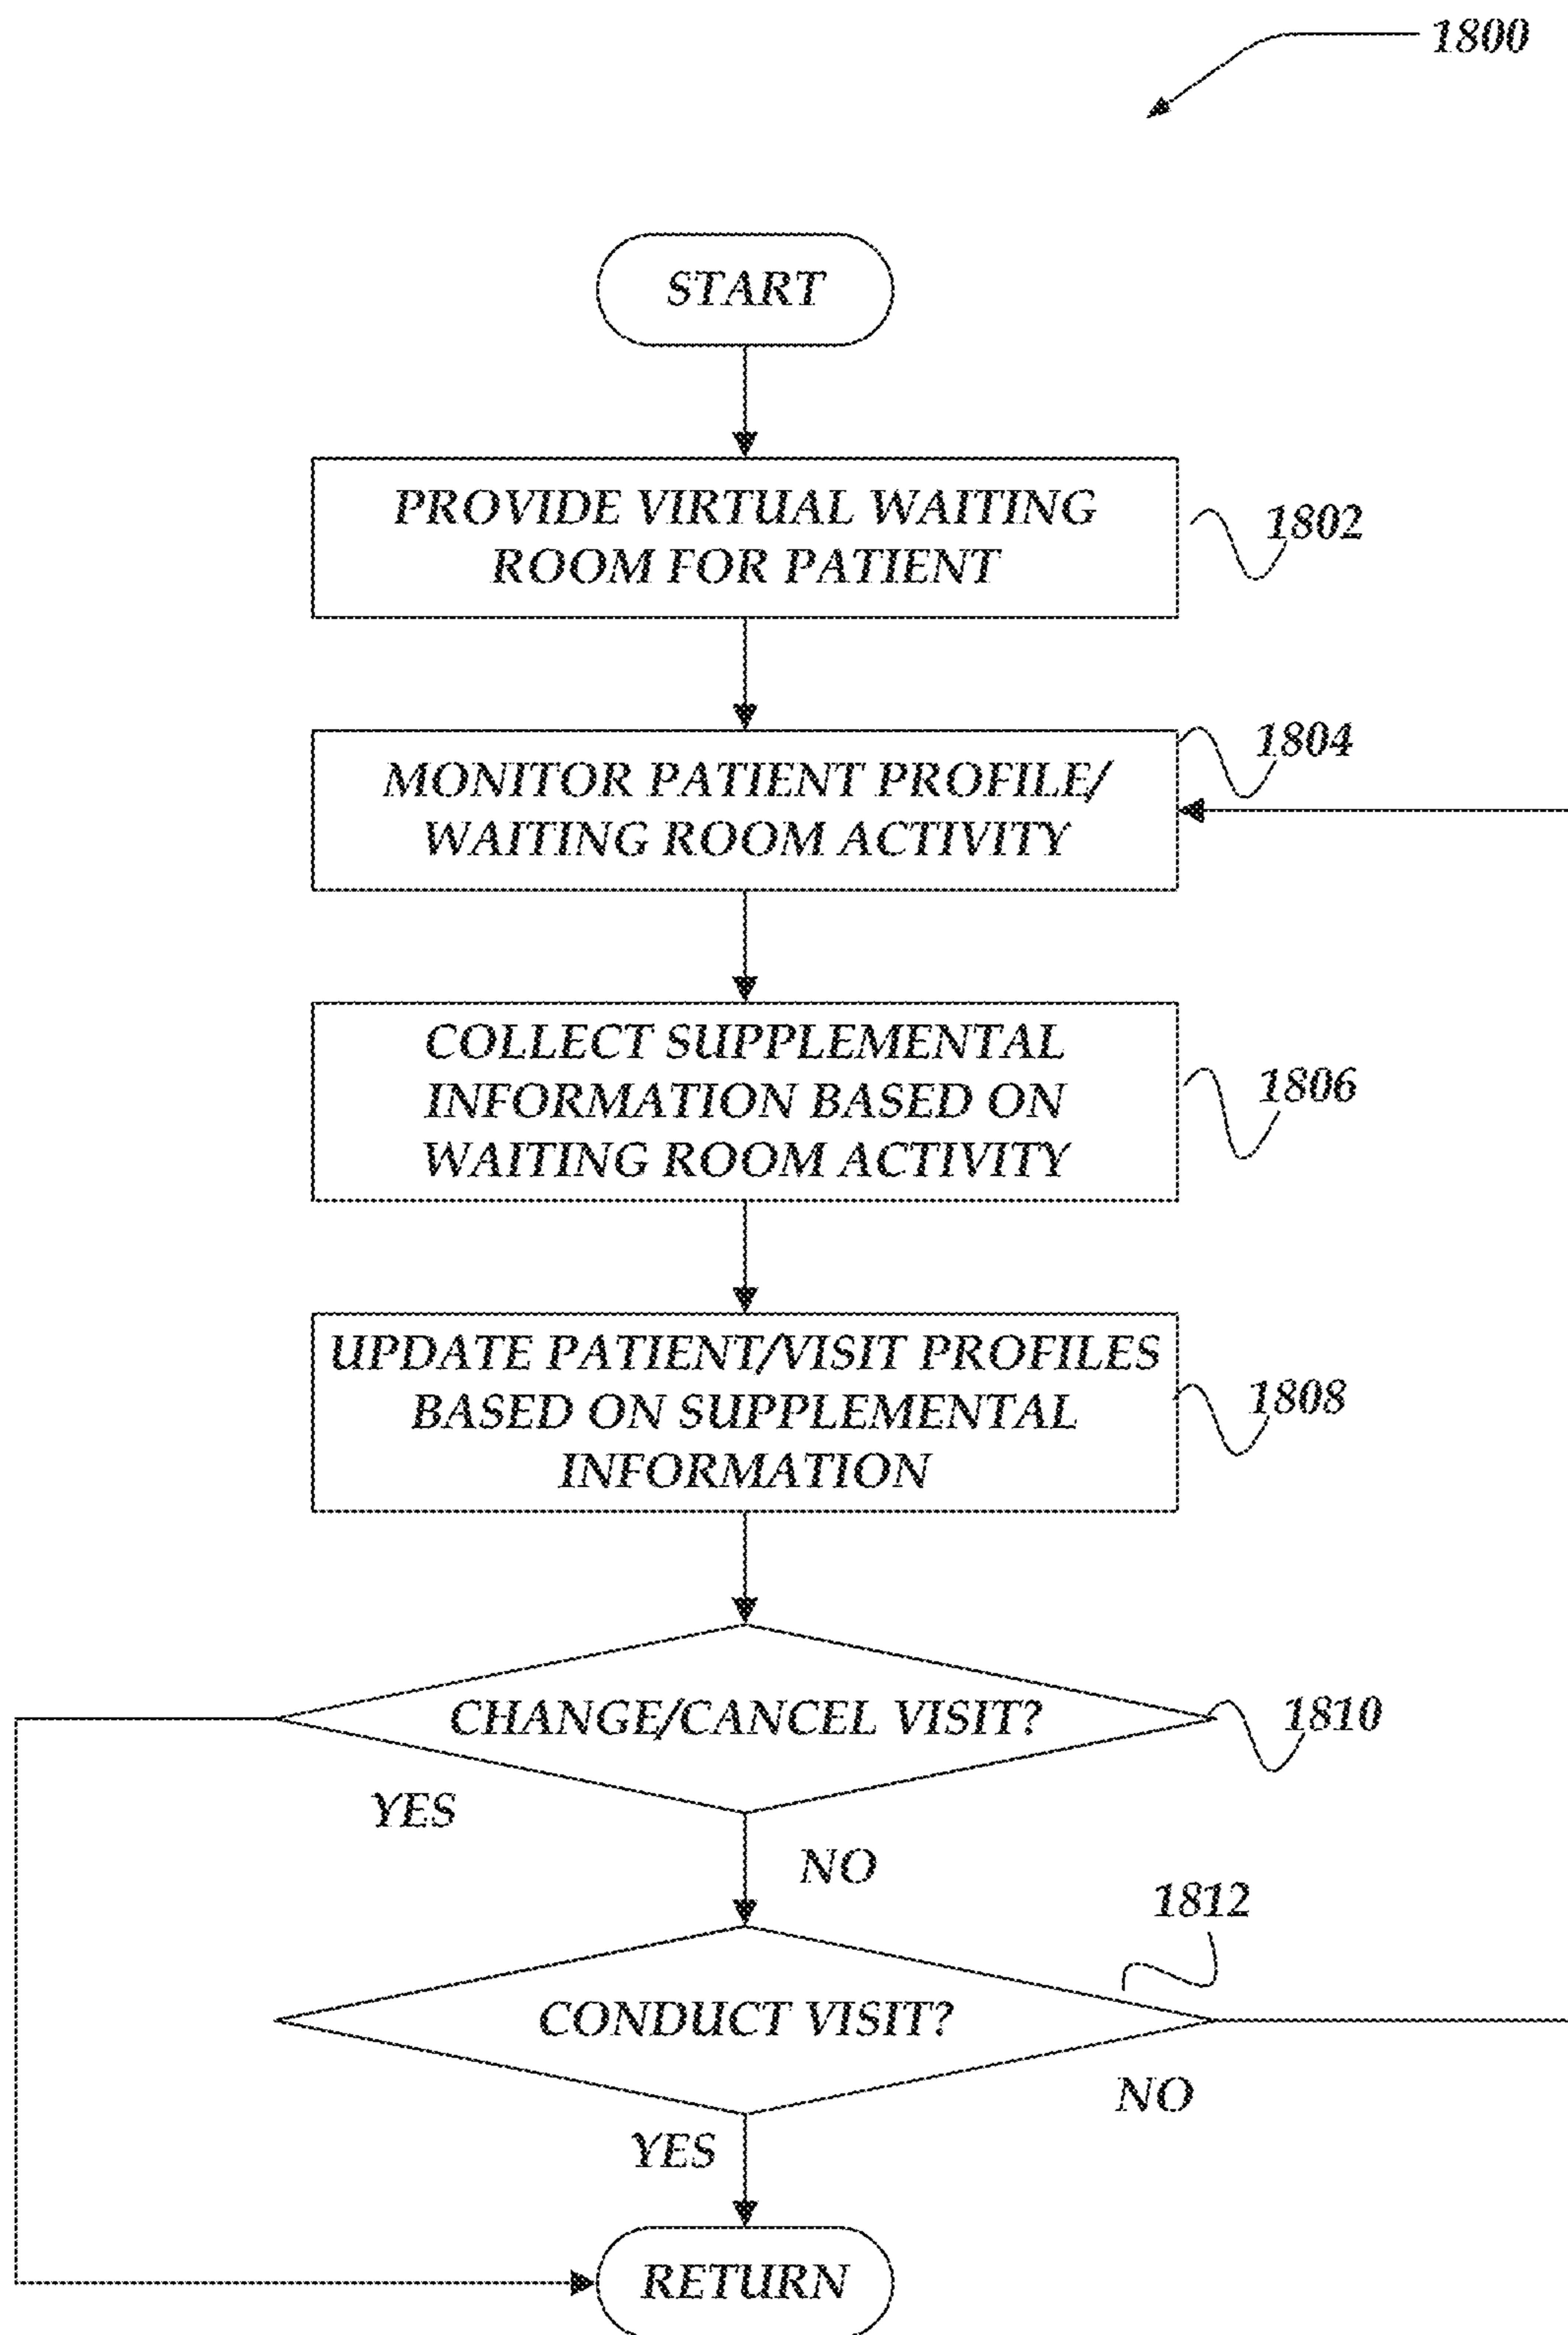 1800
START
PROVIDE VIRTUAL WAITING
ROOM FOR PATIENT
1802
MONITOR PATIENT PROFILE/
WAITING ROOM ACTIVITY
1804
COLLECT SUPPLEMENTAL
INFORMATION BASED ON
WAITING ROOM ACTIVITY
1806
UPDATE PATIENT/VISIT PROFILES
BASED ON SUPPLEMENTAL
INFORMATION
1808
CHANGE/CANCEL VISIT?
1810
YES
NO
1812
CONDUCT VISIT?
NO
YES
RETURN